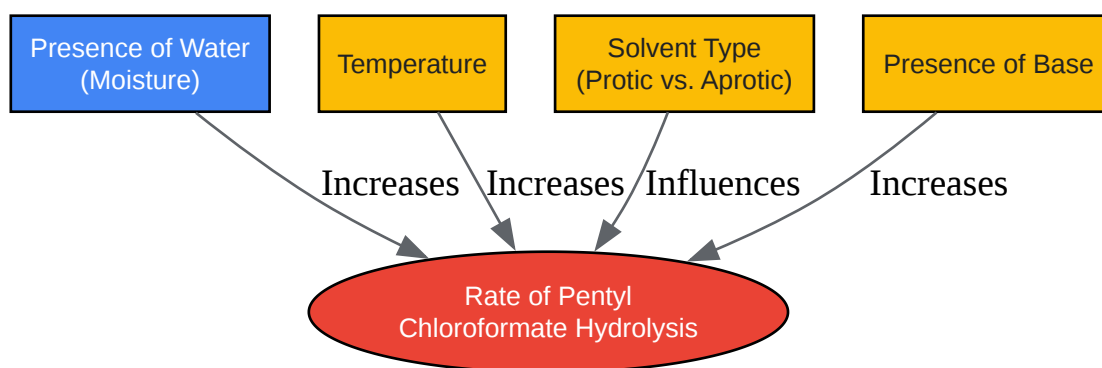 Presence of Water
(Moisture)
Temperature
Solvent Type
(Protic vs. Aprotic)
Presence of Base
Increases
Increases
Influences
Increases
Rate of Pentyl
Chloroformate Hydrolysis